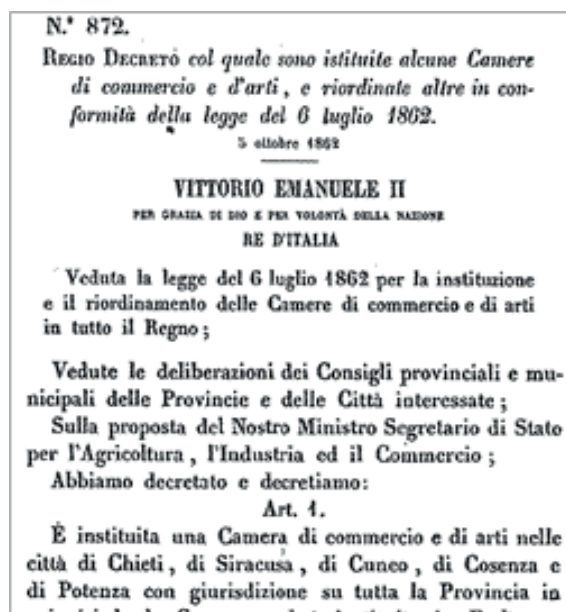 N.° 872.
REGIO DECRETO col quale sono istituite alcune Camere
di commercio e d'arti, e riordinate altre in con-
formità della legge del 6 luglio 1862.
5 ottobre 1862
VITTORIO EMANUELE II
PER GRAZIA DI DIO E PER VOLONTÀ DELLA NAZIONE
RE D'ITALIA
Veduta la legge del 6 luglio 1862 per la instituzione
e il riordinamento delle Camere di commercio e di arti
in tutto il Regno;
Vedute le deliberazioni dei Consigli provinciali e mu-
nicipali delle Provincie e delle Città interessate;
Sulla proposta del Nostro Ministro Segretario di Stato
per l'Agricoltura, l'Industria ed il Commercio;
Abbiamo decretato e decretiamo:
Art. 1.
È instituita una Camera di commercio e di arti nelle
città di Chieti, di Siracusa, di Cuneo, di Cosenza e
di Potenza con giurisdizione su tutta la Provincia in